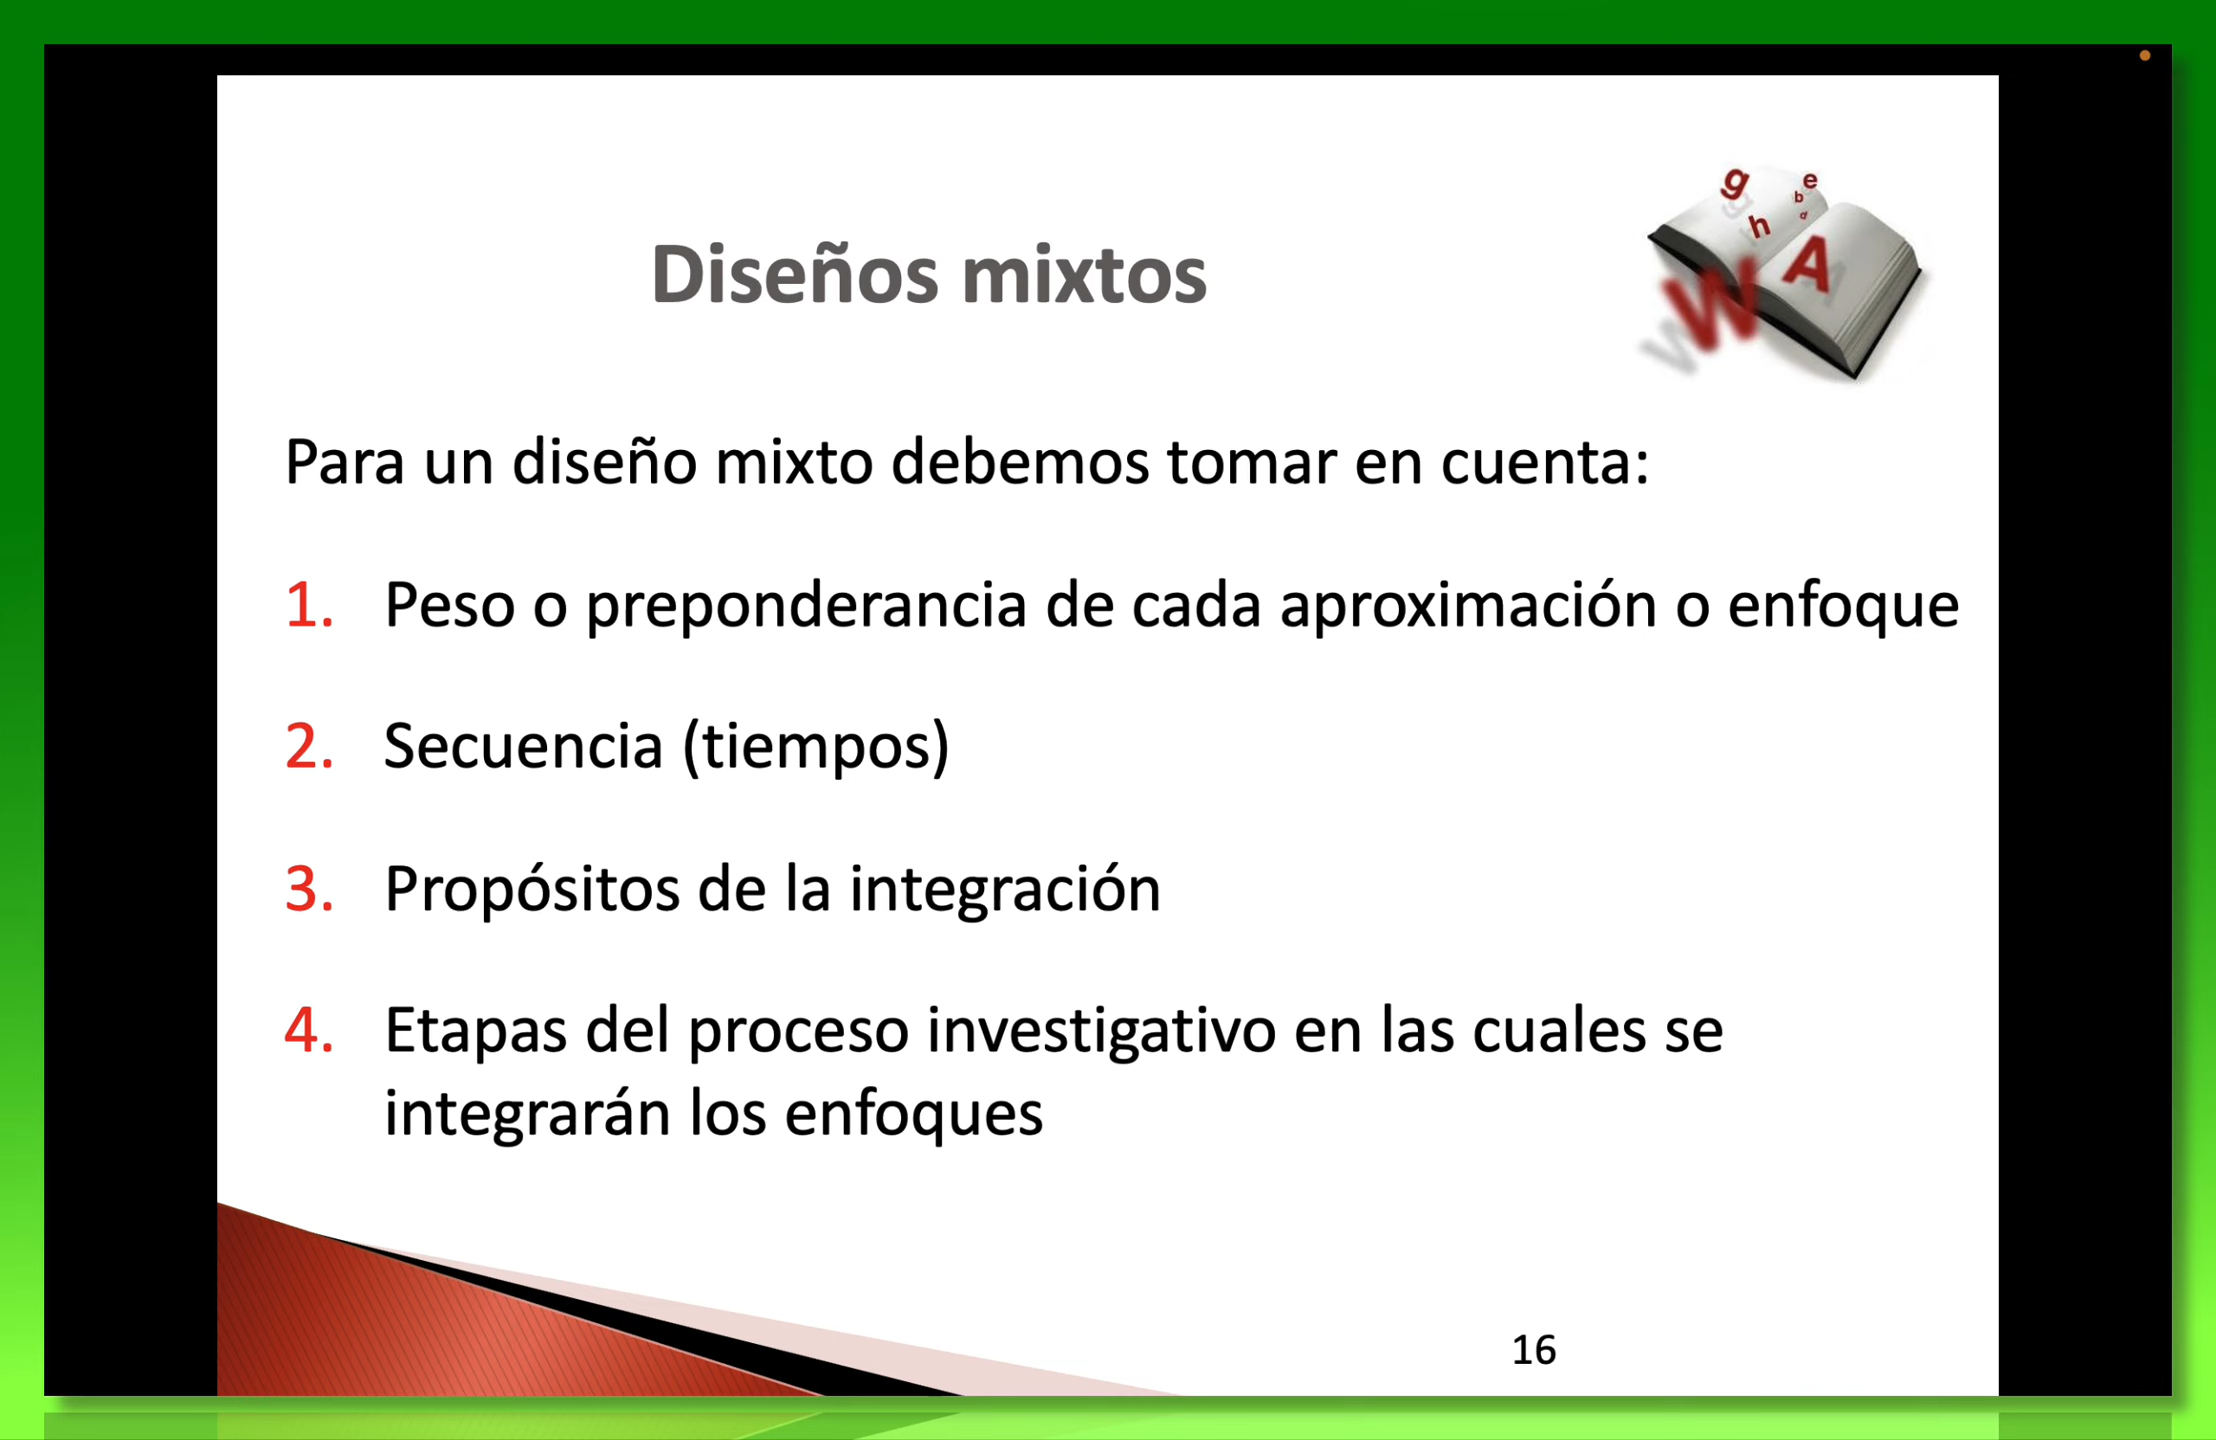 Diseños mixtos
g e b d h A W
Para un diseño mixto debemos tomar en cuenta:
1. Peso o preponderancia de cada aproximación o enfoque
2. Secuencia (tiempos)
3. Propósitos de la integración
4. Etapas del proceso investigativo en las cuales se
integrarán los enfoques
16